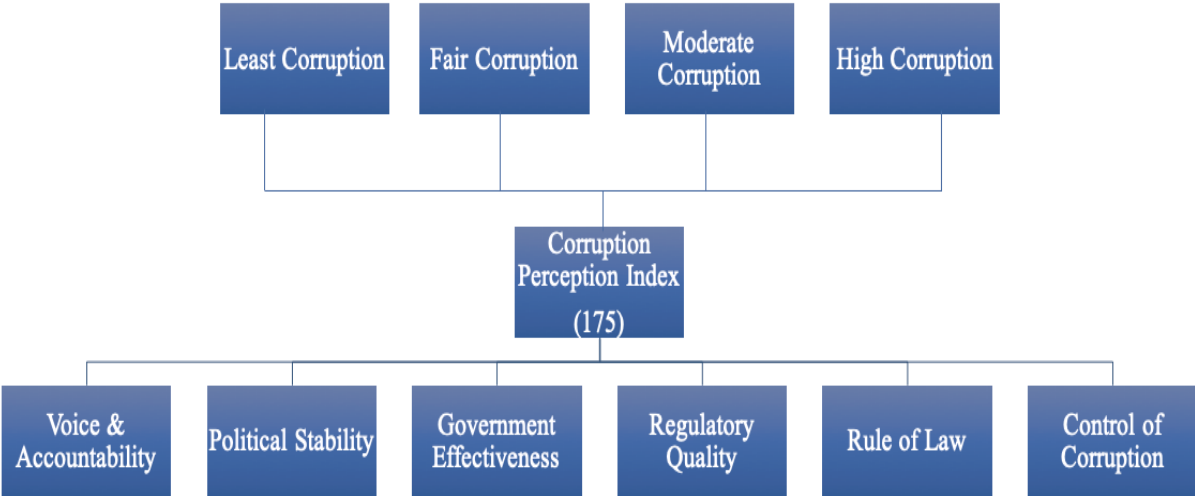 Least Corruption
Fair Corruption
Moderate
Corruption
High Corruption
Corruption
Perception Index
(175)
Voice &
Accountability
Political Stability
Government
Effectiveness
Regulatory
Quality
Rule of Law
Control of
Corruption